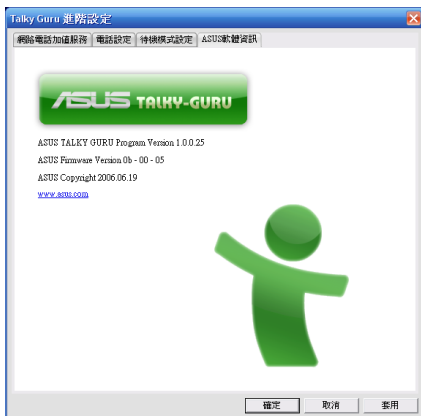 Talky Guru 進階設定
網路電話加值服務 電話設定 待機模式設定 ASUS軟體資訊
ASUS TALKY-GURU
ASUS TALKY GURU Program Version 1.0.0.25
ASUS Firmware Version 0b - 00 - 05
ASUS Copyright 2006.06.19
www.asus.com
確定 取消 套用